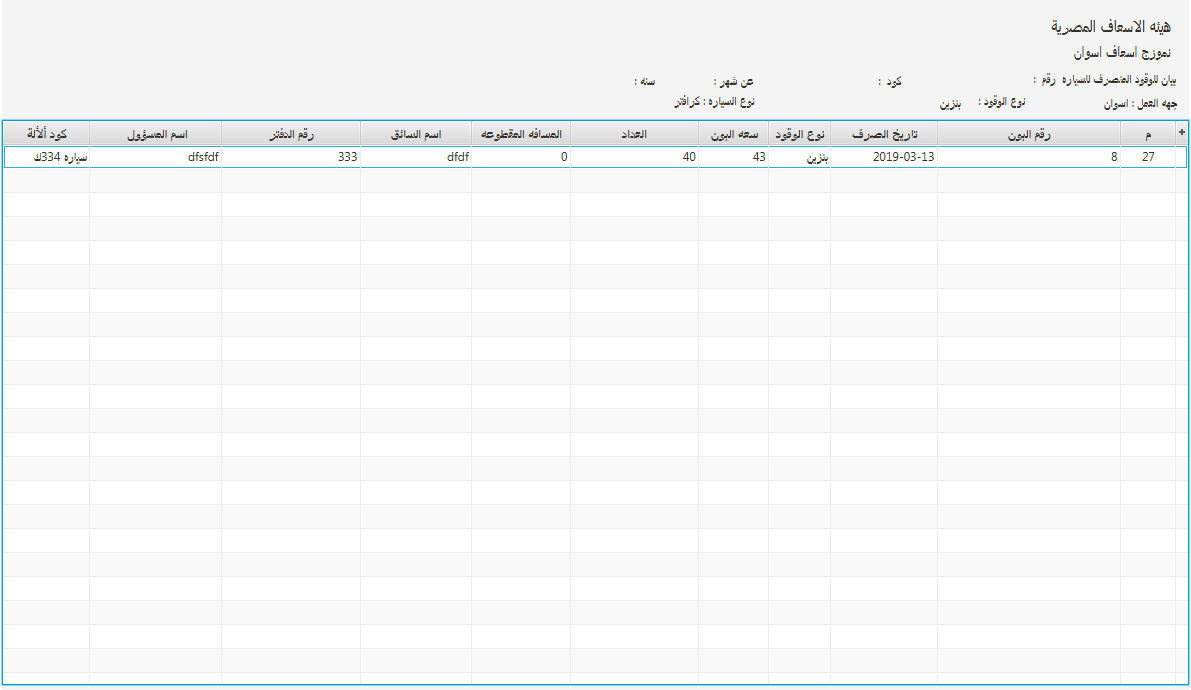 هيئه الاسعاف المصرية
نموزج اسعاف اسوان
بيان للوقود المنصرف للسياره رقم : كود : عن شهر : سنه :
جهه العمل : اسوان نوع الوقود : بنزين نوع السياره : كرافتر
+ م رقم البون تاريخ الصرف نوع الوقود سعه البون العداد المسافه المقطوعه اسم السائق رقم الدفتر اسم المسؤول كود ألألة
27 8 2019-03-13 بنزين 43 40 0 dfdf 333 dfsfdf سياره 334ك